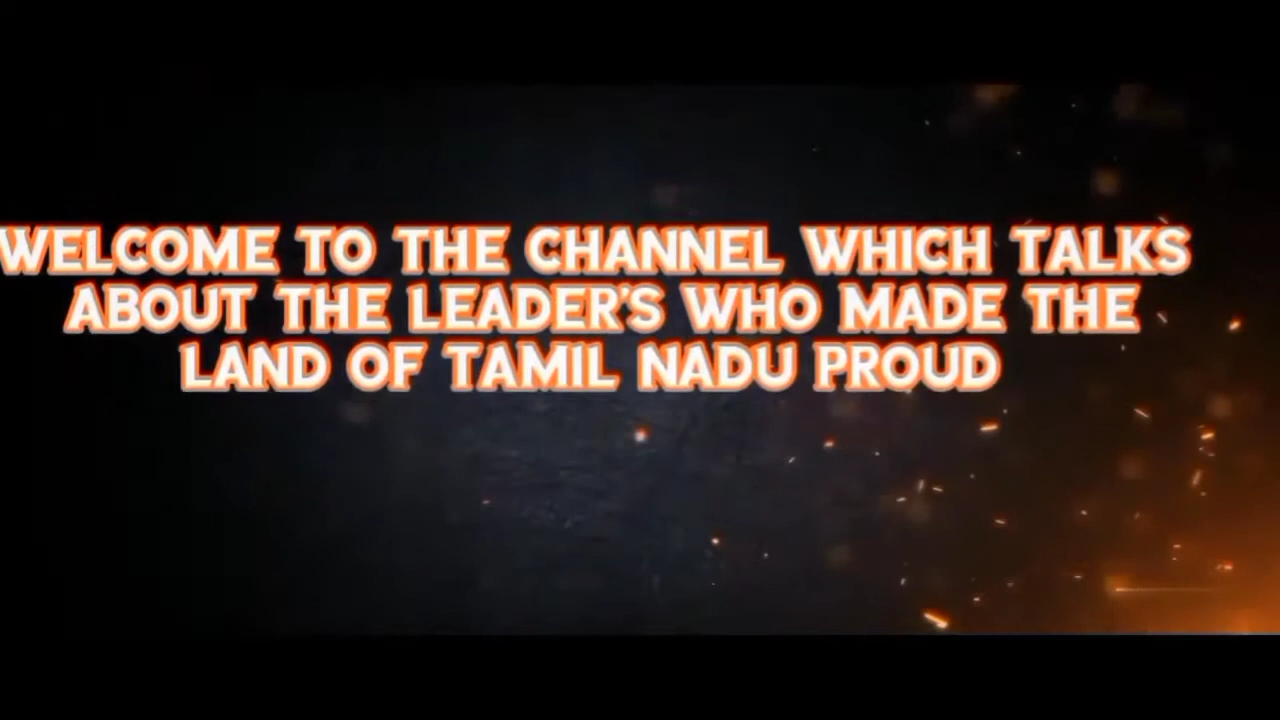 WELCOME TO THE CHANNEL WHICH TALKS
ABOUT THE LEADER'S WHO MADE THE
LAND OF TAMIL NADU PROUD